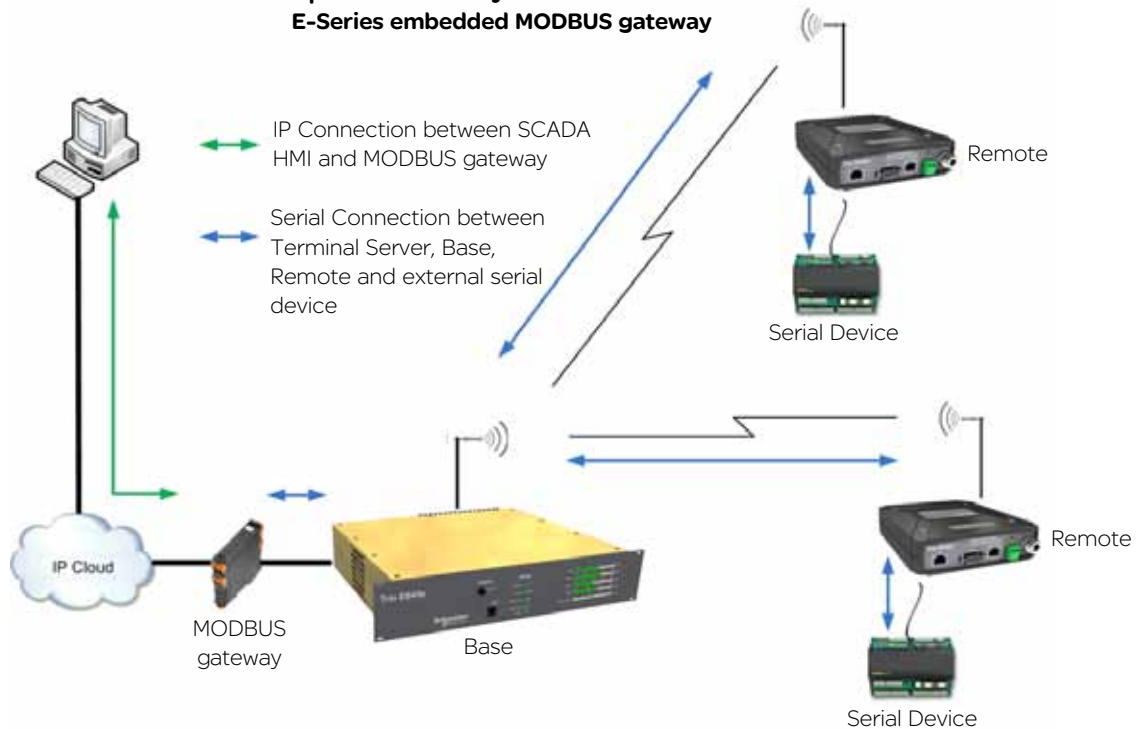 E-Series embedded MODBUS gateway
IP Connection between SCADA
HMI and MODBUS gateway
Serial Connection between
Terminal Server, Base,
Remote and external serial
device
Remote
Serial Device
IP Cloud
MODBUS
gateway
Base
Remote
Serial Device